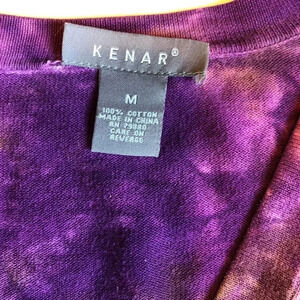 KENAR®
M
100% COTTON
MADE IN CHINA
RN 79880
CARE ON
REVERSE